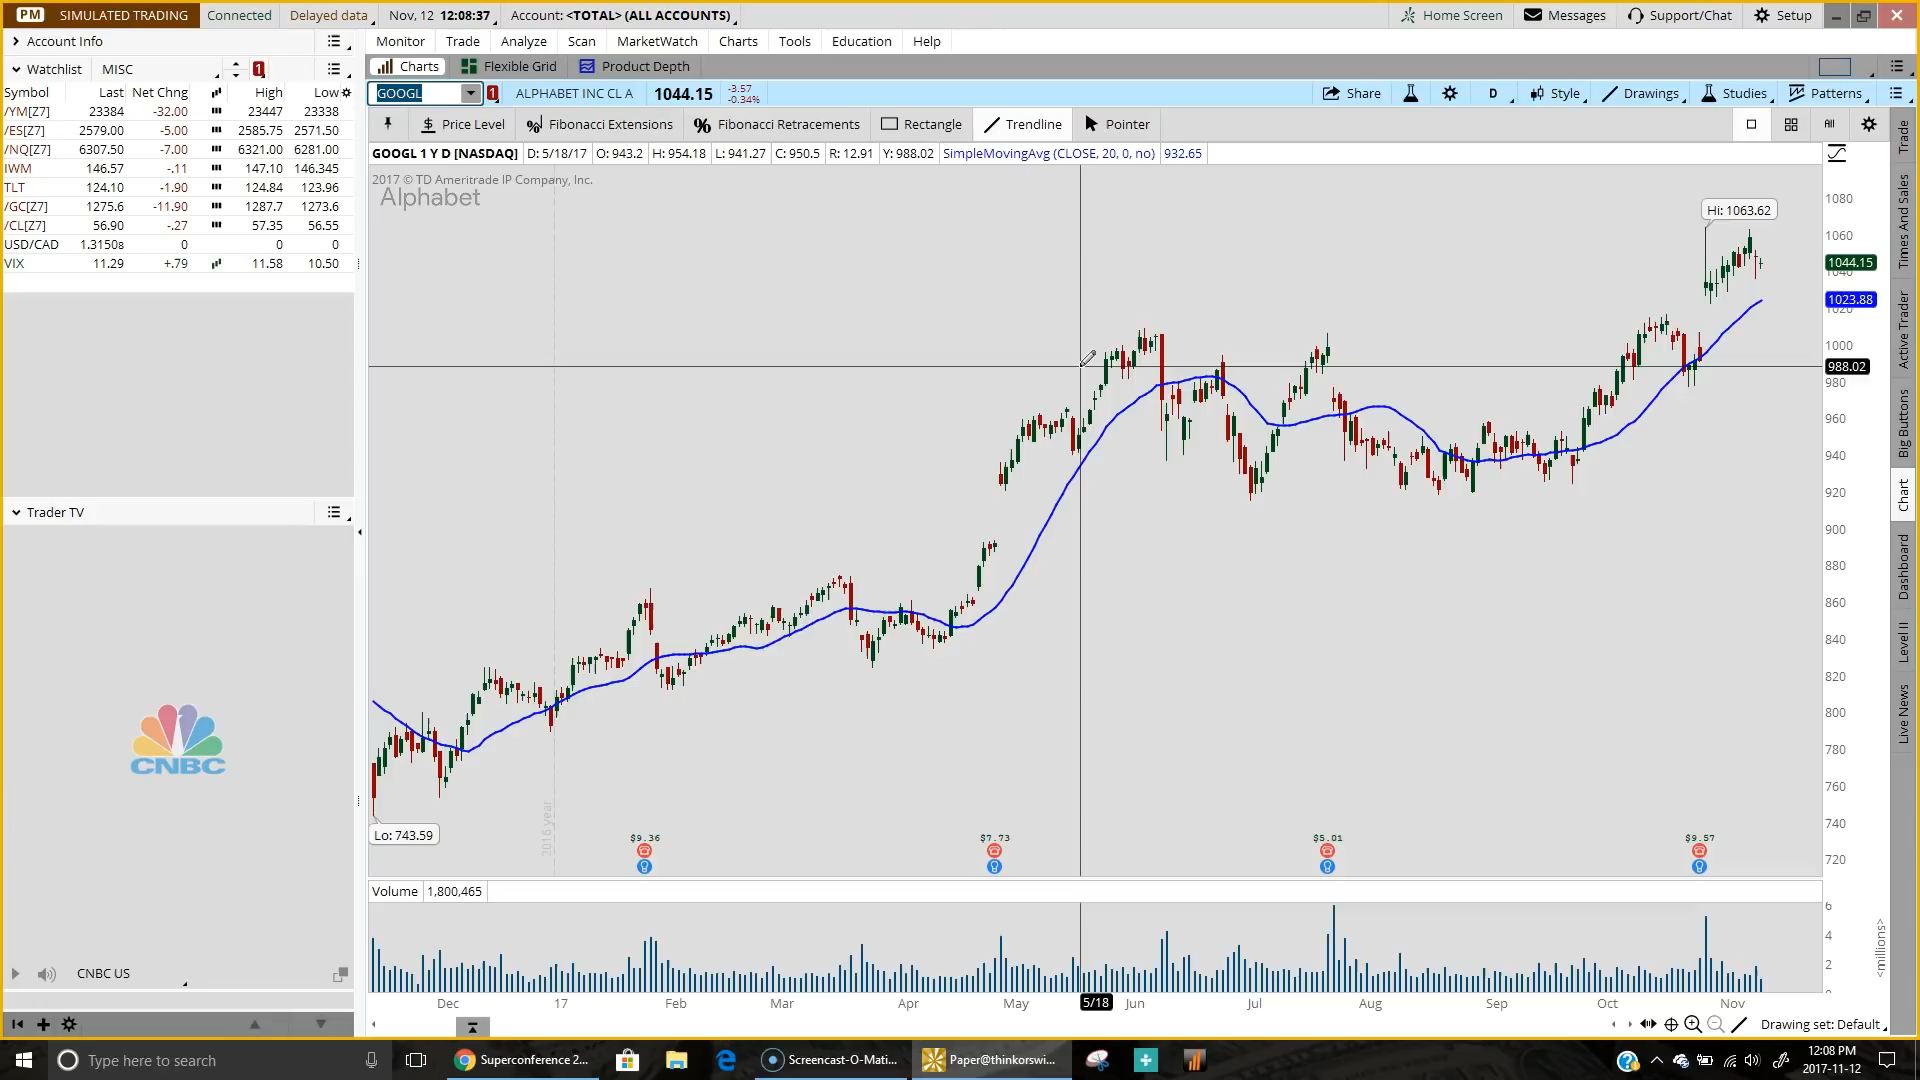 PM SIMULATED TRADING Connected Delayed data Nov, 12 12:08:37 Account: <TOTAL> (ALL ACCOUNTS) Home Screen Messages Support/Chat Setup
Account Info
Monitor Trade Analyze Scan MarketWatch Charts Tools Education Help
Watchlist MISC 1
Charts Flexible Grid Product Depth
Symbol Last Net Chng High Low
GOOGL 1 ALPHABET INC CL A 1044.15 -3.57 -0.34% Share D Style Drawings Studies Patterns
/YM[Z7] 23384 -32.00 23447 23338
/ES[Z7] 2579.00 -5.00 2585.75 2571.50
/NQ[Z7] 6307.50 -7.00 6321.00 6281.00
IWM 146.57 -.11 147.10 146.345
TLT 124.10 -1.90 124.84 123.96
/GC[Z7] 1275.6 -11.90 1287.7 1273.6
/CL[Z7] 56.90 -.27 57.35 56.55
USD/CAD 1.31508 0 0 0
VIX 11.29 +.79 11.58 10.50
$ Price Level Fibonacci Extensions Fibonacci Retracements Rectangle Trendline Pointer All
GOOGL 1 Y D [NASDAQ] D: 5/18/17 O: 943.2 H: 954.18 L: 941.27 C: 950.5 R: 12.91 Y: 988.02 SimpleMovingAvg (CLOSE, 20, 0, no) 932.65
2017 © TD Ameritrade IP Company, Inc.
Alphabet
Hi: 1063.62
1080
1060
1044.15
1040
1023.88
1020
1000
988.02
980
960
940
920
900
880
860
840
820
800
780
760
740
720
Lo: 743.59
2016 year
$9.36 $7.73 $5.01 $9.57
Volume 1,800,465
6
4
2
0
<millions>
Dec 17 Feb Mar Apr May 5/18 Jun Jul Aug Sep Oct Nov
Drawing set: Default
Trader TV
CNBC
CNBC US
Trade
Times And Sales
Active Trader
Big Buttons
Chart
Dashboard
Level II
Live News
Type here to search Superconference 2... Screencast-O-Mati... Paper@thinkorswi... 12:08 PM
2017-11-12